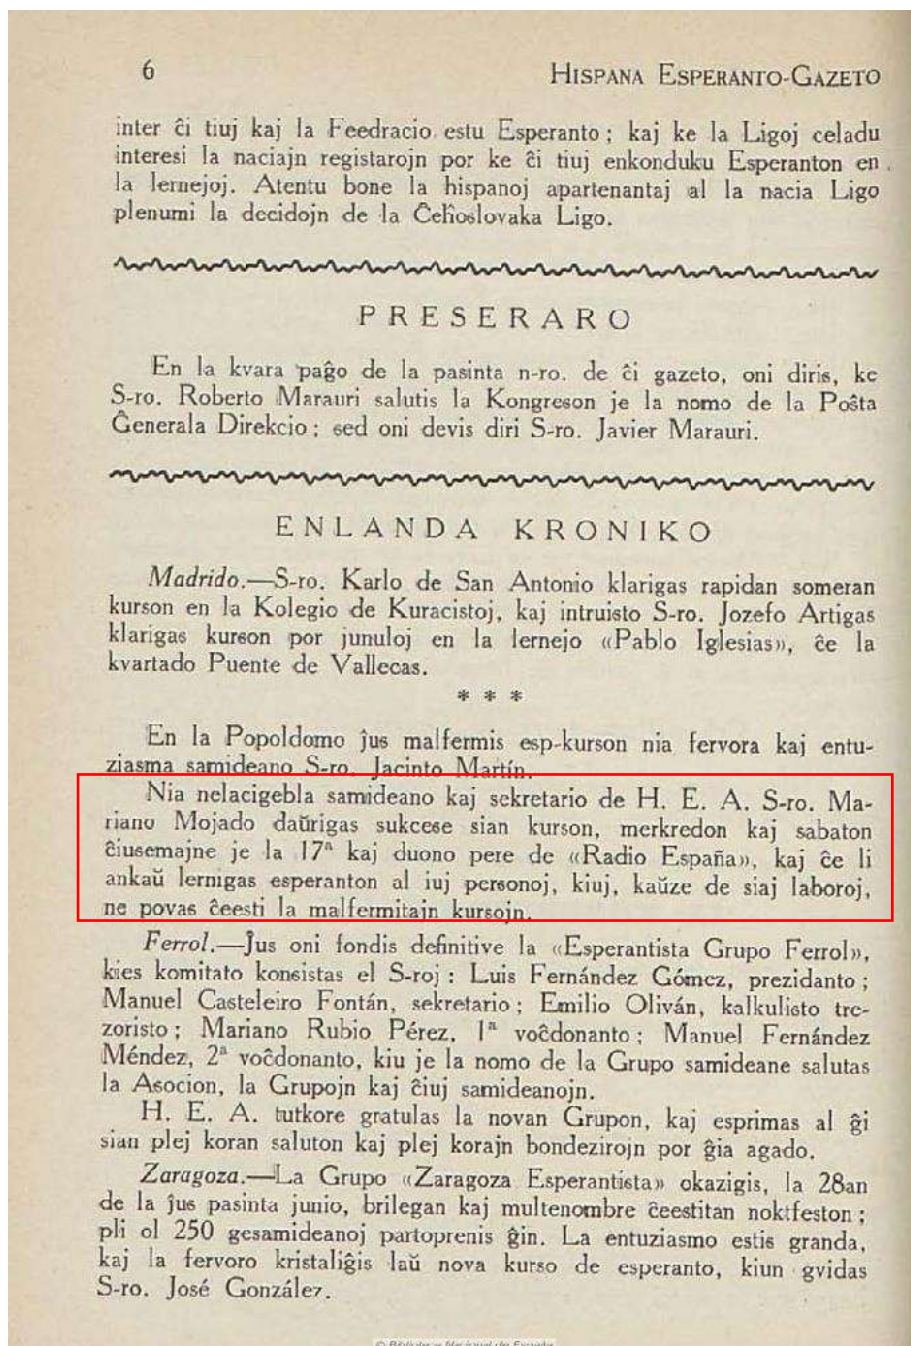 6
HISPANA ESPERANTO-GAZETO
inter ĉi tiuj kaj la Feedracio estu Esperanto; kaj ke la Ligoj celadu
interesi la naciajn registarojn por ke ĉi tiuj enkonduku Esperanton en
la lernejoj. Atentu bone la hispanoj apartenantaj al la nacia Ligo
plenumi la decidojn de la Ĉeĥoslovaka Ligo.
PRESERARO
En la kvara paĝo de la pasinta n-ro. de ĉi gazeto, oni diris, ke
S-ro. Roberto Marauri salutis la Kongreson je la nomo de la Poŝta
Ĝenerala Direkcio; sed oni devis diri S-ro. Javier Marauri.
ENLANDA KRONIKO
Madrido.—S-ro. Karlo de San Antonio klarigas rapidan someran
kurson en la Kolegio de Kuracistoj, kaj intruisto S-ro. Jozefo Artigas
klarigas kurson por junuloj en la lernejo «Pablo Iglesias», ĉe la
kvartado Puente de Vallecas.
* * *
En la Popoldomo ĵus malfermis esp-kurson nia fervora kaj entu-
ziasma samideano S-ro. Jacinto Martín.
Nia nelacigebla samideano kaj sekretario de H. E. A. S-ro. Ma-
riano Mojado daŭrigas sukcese sian kurson, merkredon kaj sabaton
ĉiusemajne je la 17ª kaj duono pere de «Radio España», kaj ĉe li
ankaŭ lernigas esperanton al iuj personoj, kiuj, kaŭze de siaj laboroj,
ne povas ĉeesti la malfermitajn kursojn.
Ferrol.—Ĵus oni fondis definitive la «Esperantista Grupo Ferrol»,
kies komitato konsistas el S-roj: Luis Fernández Gómez, prezidanto;
Manuel Casteleiro Fontán, sekretario; Emilio Oliván, kalkulisto tre-
zoristo; Mariano Rubio Pérez, 1ª voĉdonanto; Manuel Fernández
Méndez, 2ª voĉdonanto, kiu je la nomo de la Grupo samideane salutas
la Asocion, la Grupojn kaj ĉiuj samideanojn.
H. E. A. tutkore gratulas la novan Grupon, kaj esprimas al ĝi
sian plej koran saluton kaj plej korajn bondezirojn por ĝia agado.
Zaragoza.—La Grupo «Zaragoza Esperantista» okazigis, la 28an
de la ĵus pasinta junio, brilegan kaj multenombre ĉeestitan noktfeston;
pli ol 250 gesamideanoj partoprenis ĝin. La entuziasmo estis granda,
kaj la fervoro kristaliĝis laŭ nova kurso de esperanto, kiun gvidas
S-ro. José González.
© Biblioteca Nacional de España